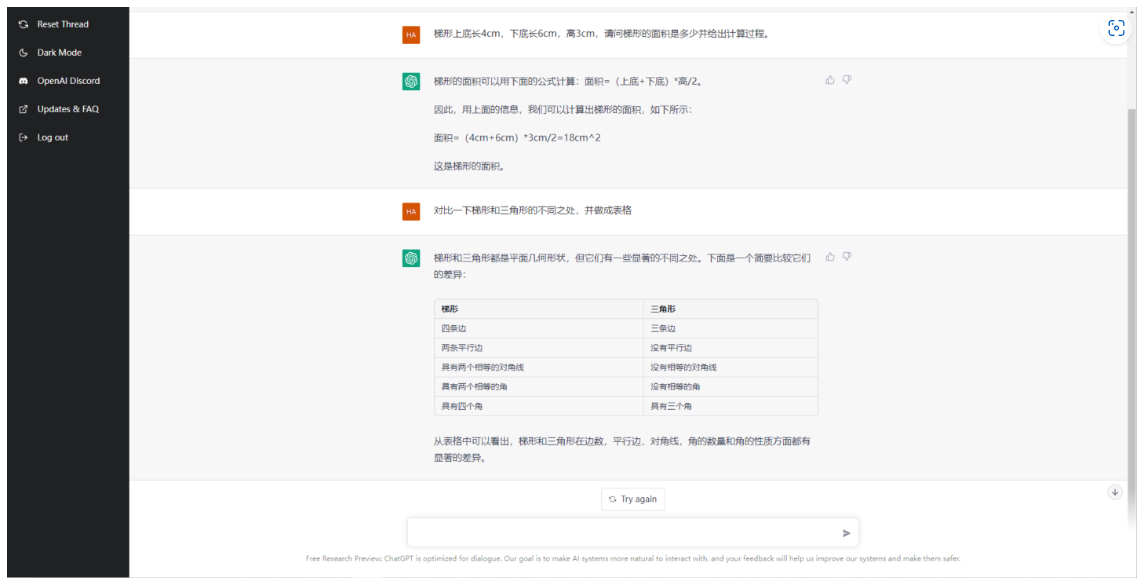 Reset Thread
Dark Mode
OpenAI Discord
Updates & FAQ
Log out
HA
梯形上底长4cm，下底长6cm，高3cm，请问梯形的面积是多少并给出计算过程。
梯形的面积可以用下面的公式计算：面积=（上底+下底）*高/2。
因此，用上面的信息，我们可以计算出梯形的面积，如下所示：
面积=（4cm+6cm）*3cm/2=18cm^2
这是梯形的面积。
HA
对比一下梯形和三角形的不同之处，并做成表格
梯形和三角形都是平面几何形状，但它们有一些显著的不同之处。下面是一个简要比较它们
的差异：
梯形 三角形
四条边 三条边
两条平行边 没有平行边
具有两个相等的对角线 没有相等的对角线
具有两个相等的角 没有相等的角
具有四个角 具有三个角
从表格中可以看出，梯形和三角形在边数，平行边，对角线，角的数量和角的性质方面都有
显著的差异。
Try again
Free Research Preview: ChatGPT is optimized for dialogue. Our goal is to make AI systems more natural to interact with, and your feedback will help us improve our systems and make them safer.